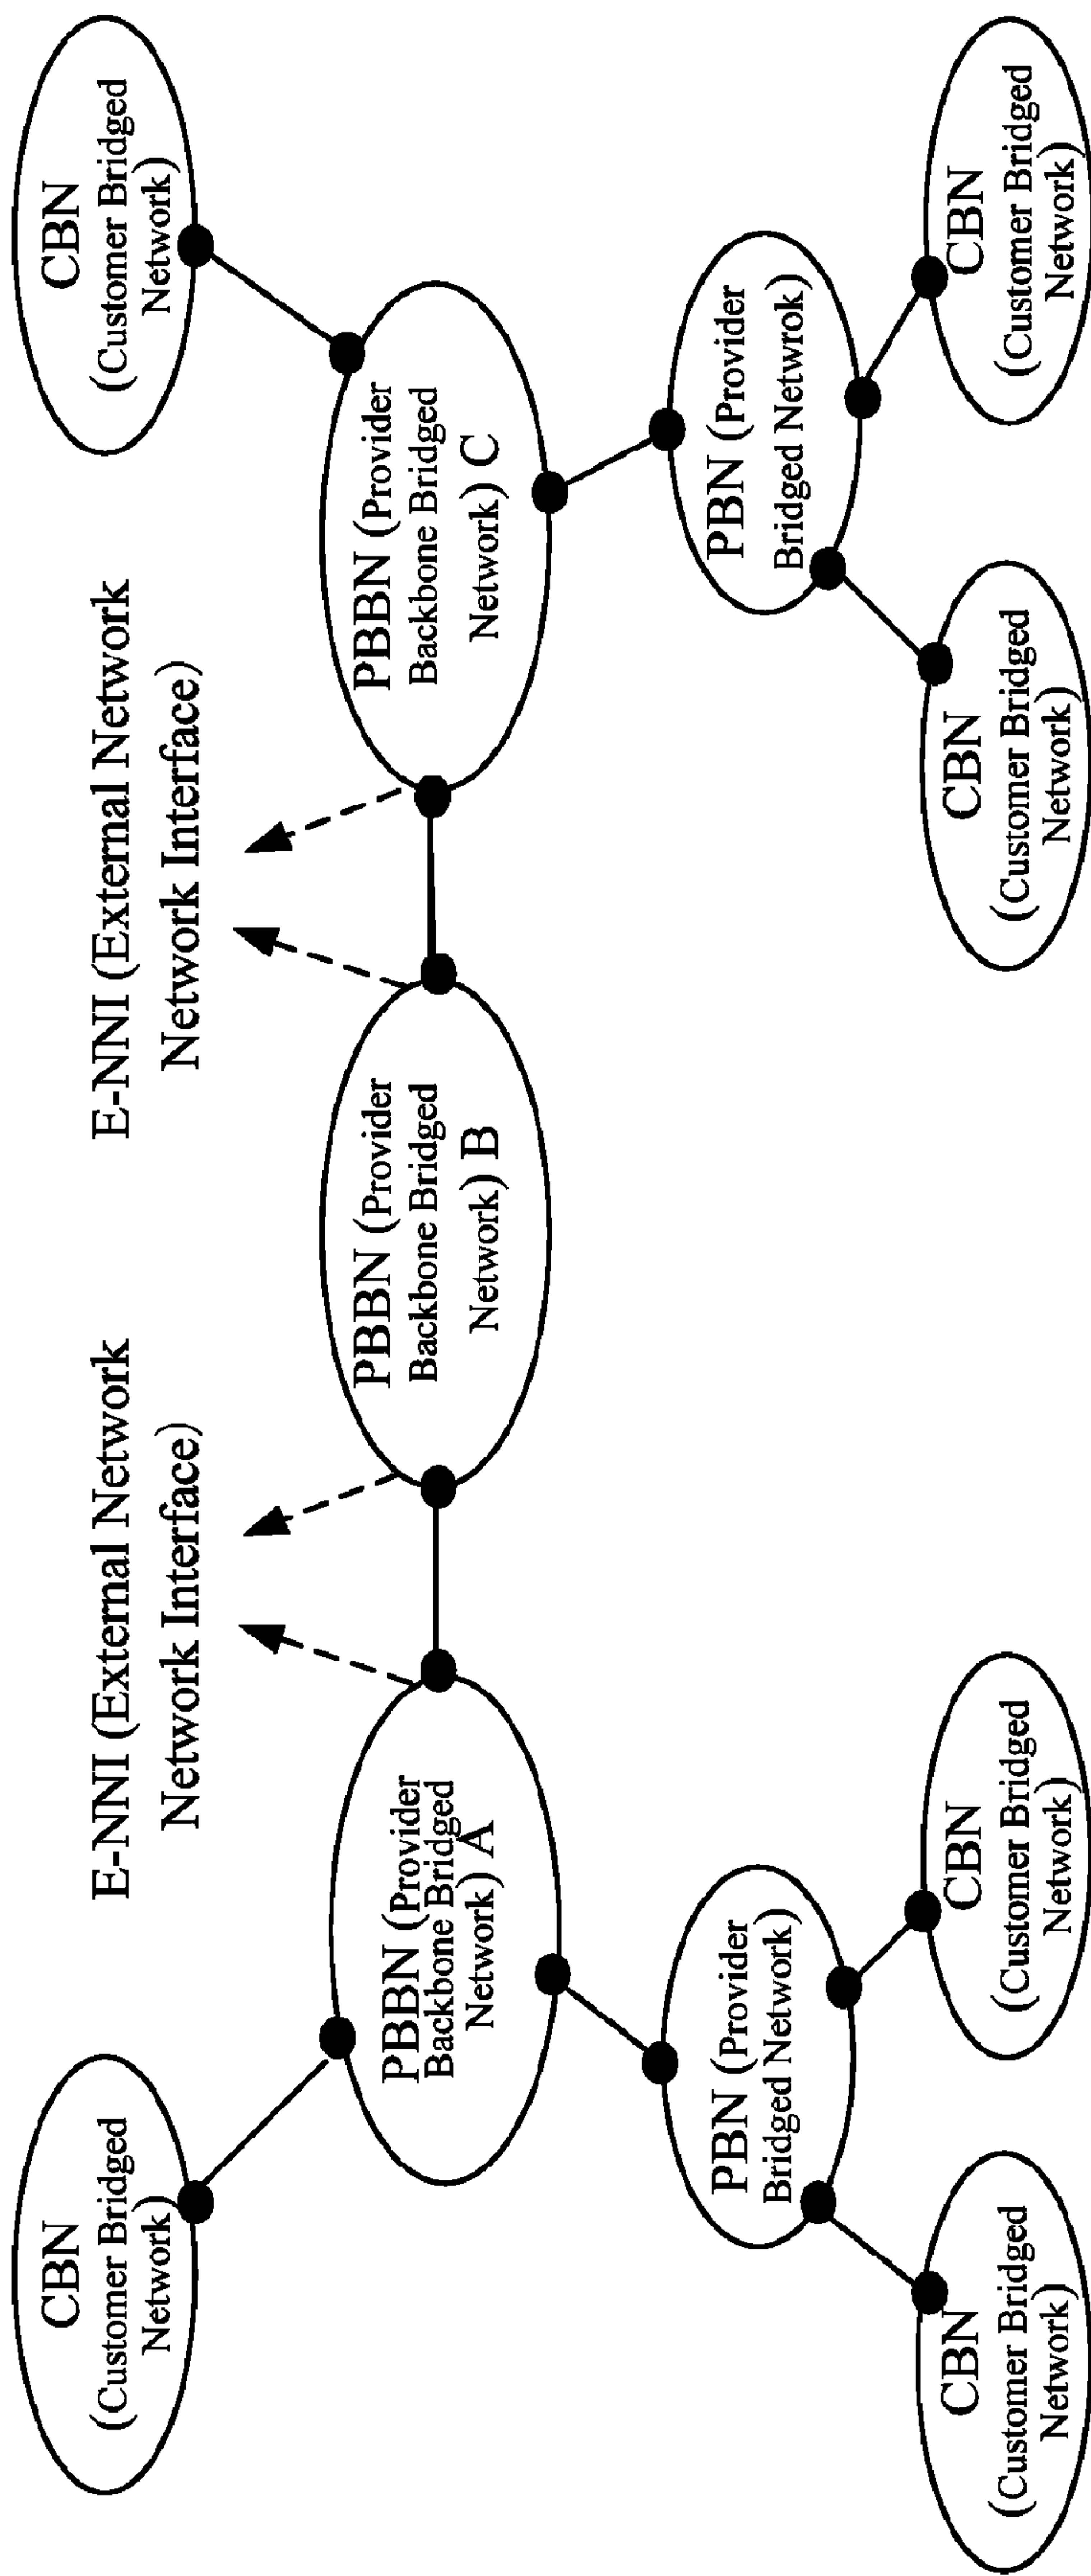 E-NNI (External Network
Network Interface)
E-NNI (External Network
Network Interface)
CBN
(Customer Bridged
Network)
CBN
(Customer Bridged
Network)
PBBN (Provider
Backbone Bridged
Network) A
PBBN (Provider
Backbone Bridged
Network) B
PBBN (Provider
Backbone Bridged
Network) C
PBN (Provider
Bridged Network)
PBN (Provider
Bridged Netwrok)
CBN
(Customer Bridged
Network)
CBN
(Customer Bridged
Network)
CBN
(Customer Bridged
Network)
CBN
(Customer Bridged
Network)